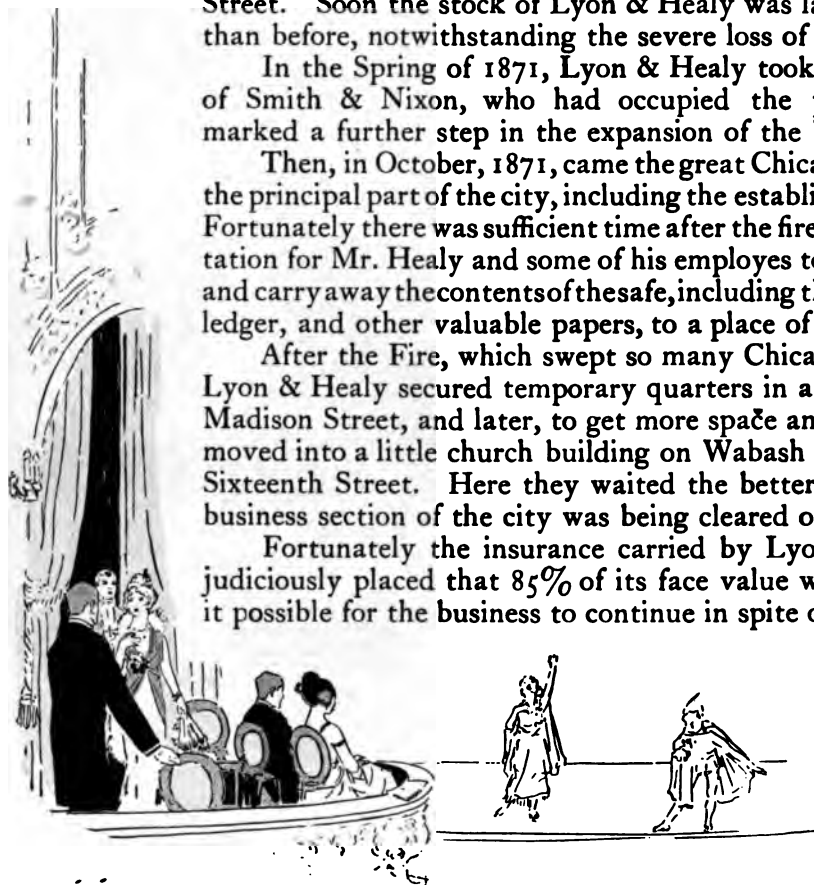 Street. Soon the stock of Lyon & Healy was
than before, notwithstanding the severe loss of
In the Spring of 1871, Lyon & Healy took
of Smith & Nixon, who had occupied the
marked a further step in the expansion of the
Then, in October, 1871, came the great
the principal part of the city, including the
Fortunately there was sufficient time after the fire
tation for Mr. Healy and some of his employes
and carry away the contents of the safe, including
ledger, and other valuable papers, to a place of
After the Fire, which swept so many
Lyon & Healy secured temporary quarters in a
Madison Street, and later, to get more space
moved into a little church building on Wabash
Sixteenth Street. Here they waited the better
business section of the city was being cleared
Fortunately the insurance carried by
judiciously placed that 85% of its face value
it possible for the business to continue in spite